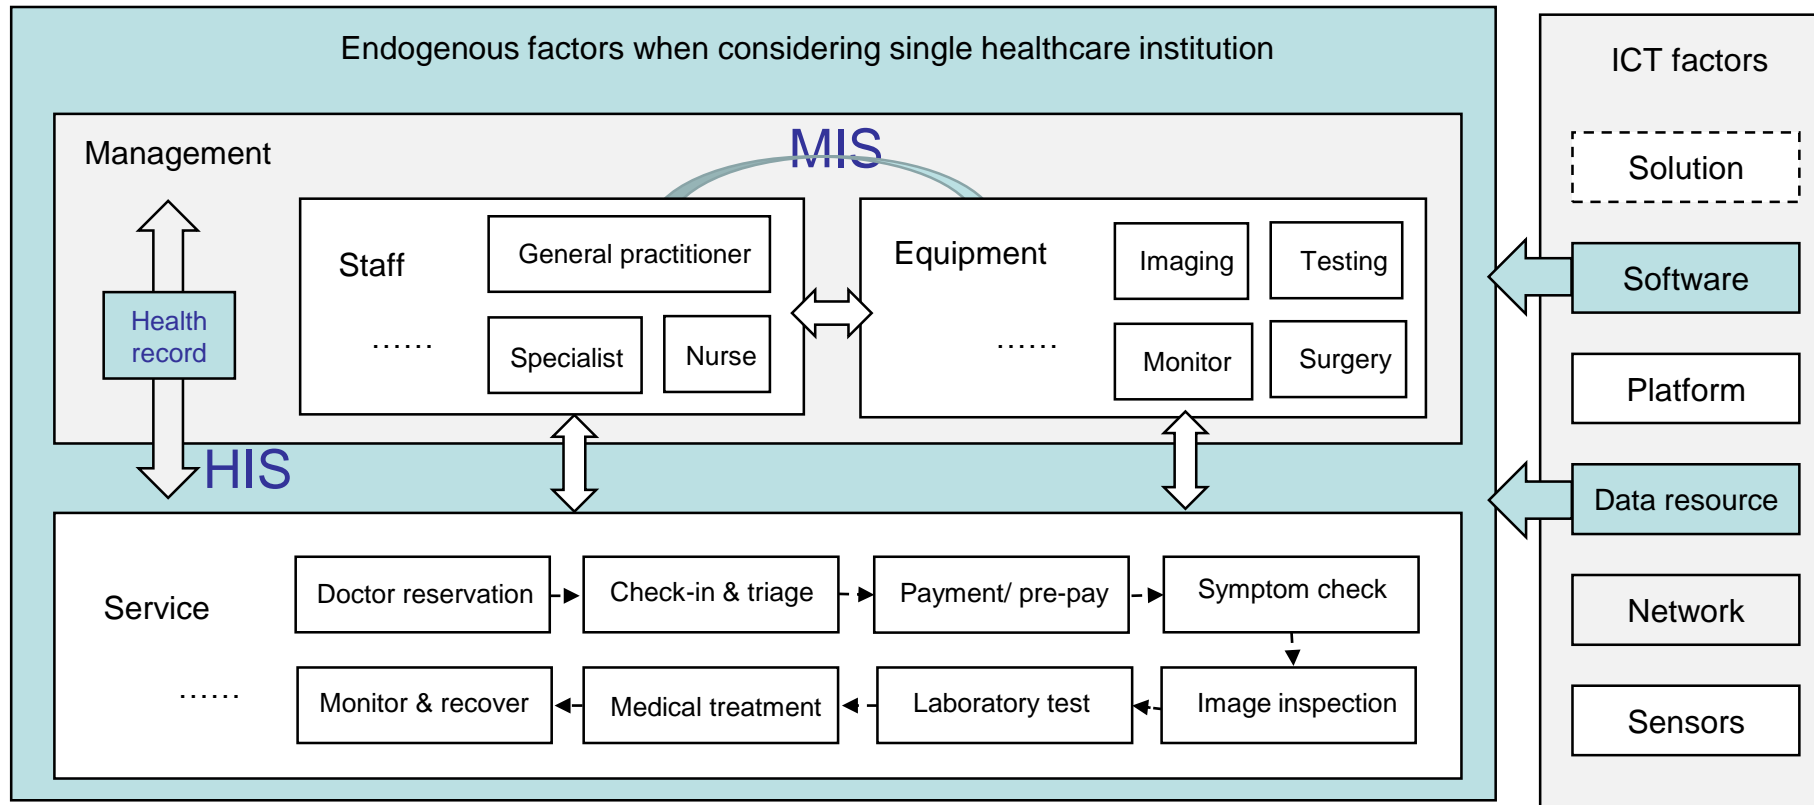 Endogenous factors when considering single healthcare institution
Management
MIS
Staff
General practitioner
……
Specialist
Nurse
Equipment
Imaging
Testing
……
Monitor
Surgery
Health
record
HIS
Service
Doctor reservation
Check-in & triage
Payment/ pre-pay
Symptom check
……
Monitor & recover
Medical treatment
Laboratory test
Image inspection
ICT factors
Solution
Software
Platform
Data resource
Network
Sensors